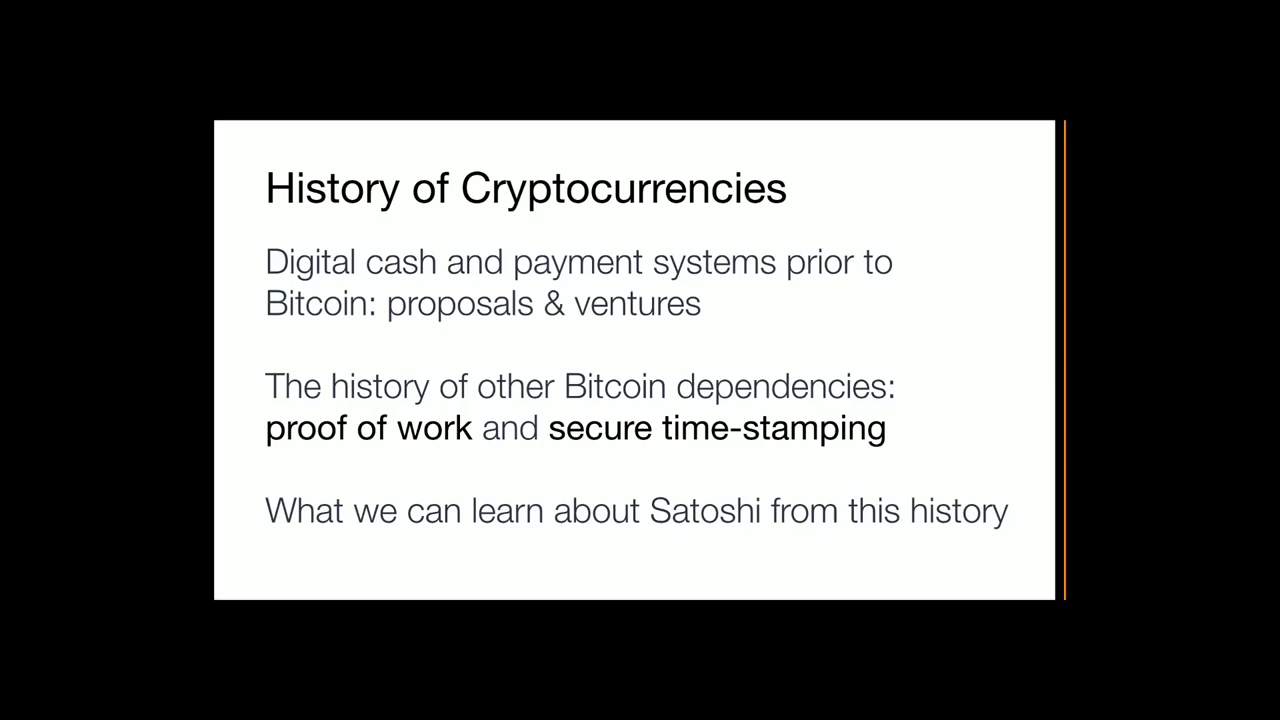 History of Cryptocurrencies
Digital cash and payment systems prior to
Bitcoin: proposals & ventures
The history of other Bitcoin dependencies:
proof of work and secure time-stamping
What we can learn about Satoshi from this history